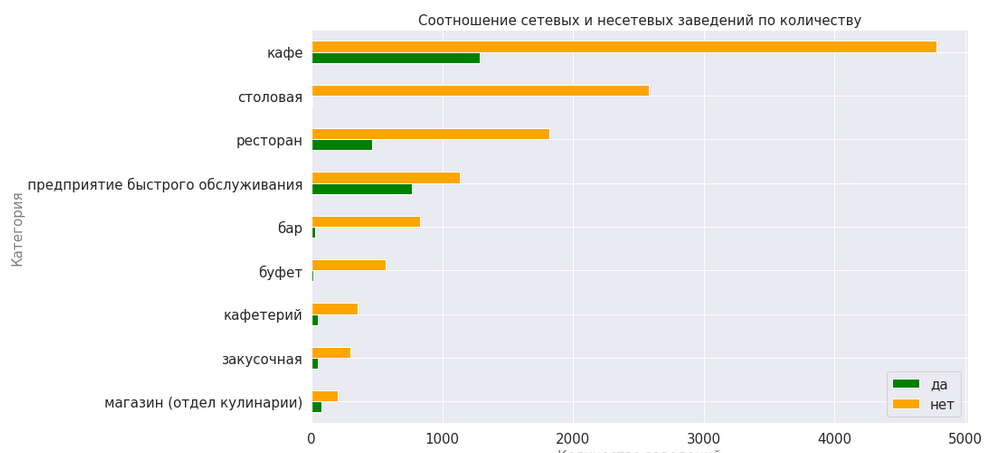 Соотношение сетевых и несетевых заведений по количеству
кафе
столовая
ресторан
предприятие быстрого обслуживания
бар
буфет
кафетерий
закусочная
магазин (отдел кулинарии)
Категория
да
нет
0 1000 2000 3000 4000 5000